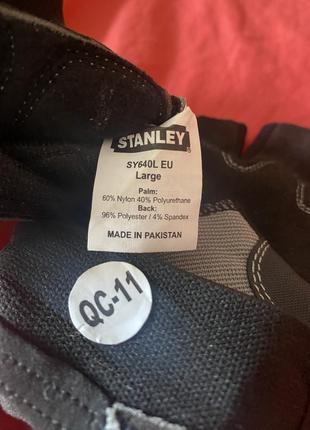 STANLEY
SY640L EU
Large
Palm:
60% Nylon 40% Polyurethane
Back:
96% Polyester / 4% Spandex
MADE IN PAKISTAN
QC-11